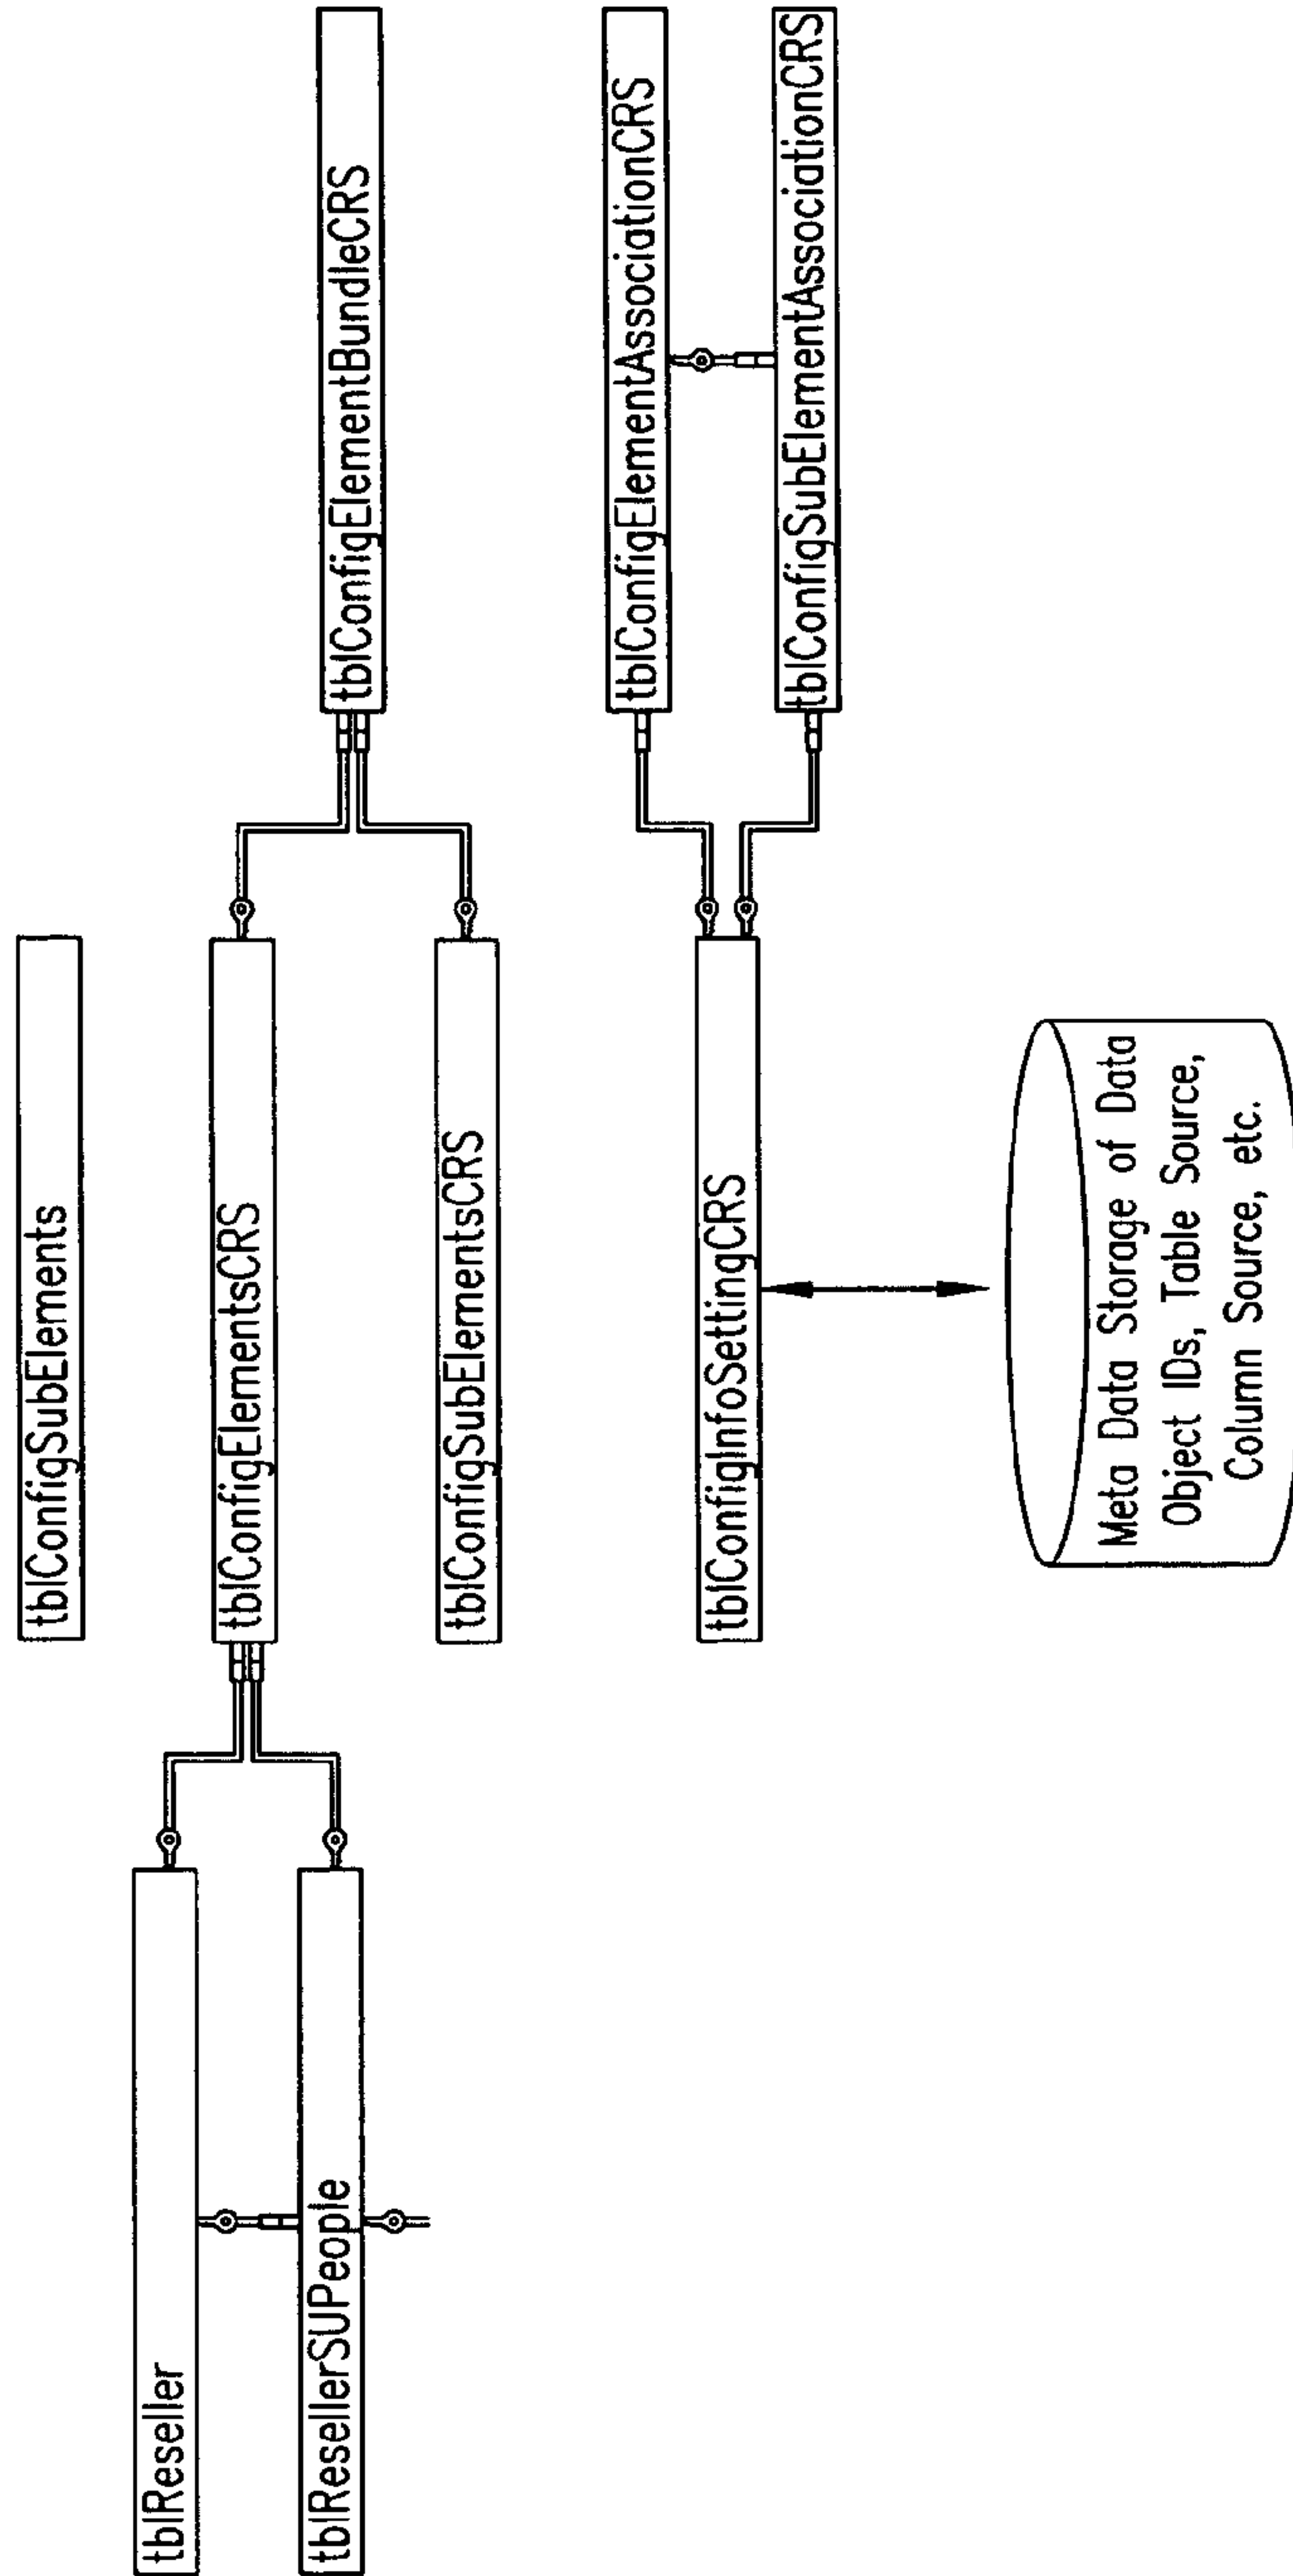 tblReseller
tblResellerSUPeople
tblConfigSubElements
tblConfigElementsCRS
tblConfigSubElementsCRS
tblConfigInfoSettingCRS
tblConfigElementBundleCRS
tblConfigElementAssociationCRS
tblConfigSubElementAssociationCRS
Meta Data Storage of Data
Object IDs, Table Source,
Column Source, etc.